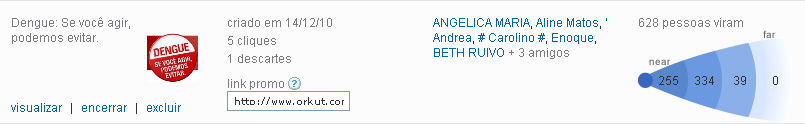 Dengue: Se você agir,
podemos evitar.
DENGUE
SE VOCÊ AGIR,
PODEMOS
EVITAR.
visualizar | encerrar | excluir
criado em 14/12/10
5 cliques
1 descartes
link promo ?
http://www.orkut.com
ANGELICA MARIA, Aline Matos, '
Andrea, # Carolino #, Enoque,
BETH RUIVO + 3 amigos
628 pessoas viram
far
near
255 334 39 0